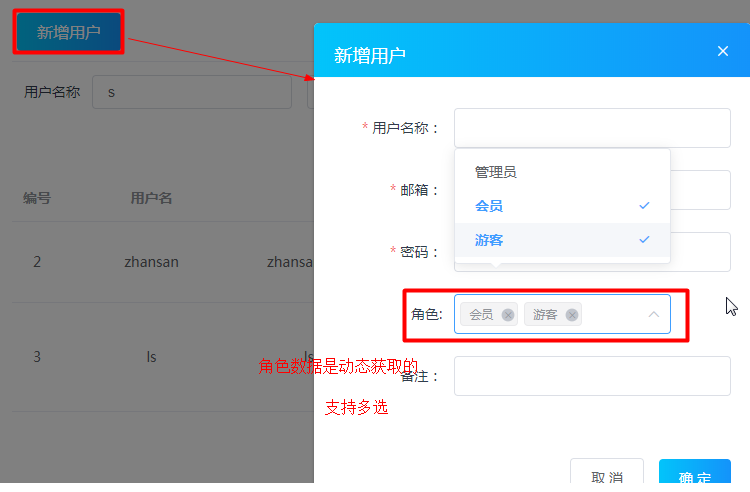 新增用户
用户名称
s
编号
用户名
2
zhansan
zhansa
3
ls
ls
新增用户
* 用户名称：
管理员
会员
游客
* 邮箱：
* 密码：
角色:
会员
游客
备注：
取 消
确 定
角色数据是动态获取的
支持多选